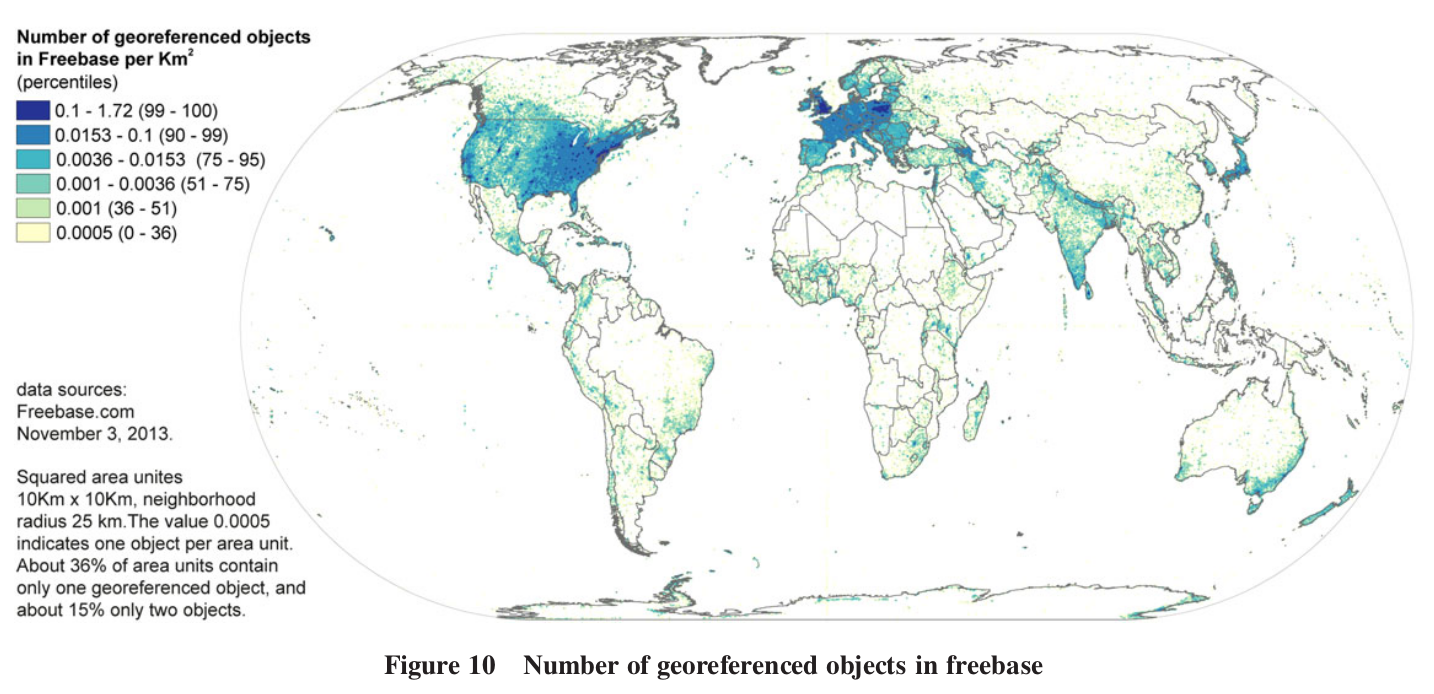 Number of georeferenced objects
in Freebase per Km²
(percentiles)
0.1 - 1.72 (99 - 100)
0.0153 - 0.1 (90 - 99)
0.0036 - 0.0153 (75 - 95)
0.001 - 0.0036 (51 - 75)
0.001 (36 - 51)
0.0005 (0 - 36)
data sources:
Freebase.com
November 3, 2013.
Squared area unites
10Km x 10Km, neighborhood
radius 25 km.The value 0.0005
indicates one object per area unit.
About 36% of area units contain
only one georeferenced object, and
about 15% only two objects.
Figure 10 Number of georeferenced objects in freebase